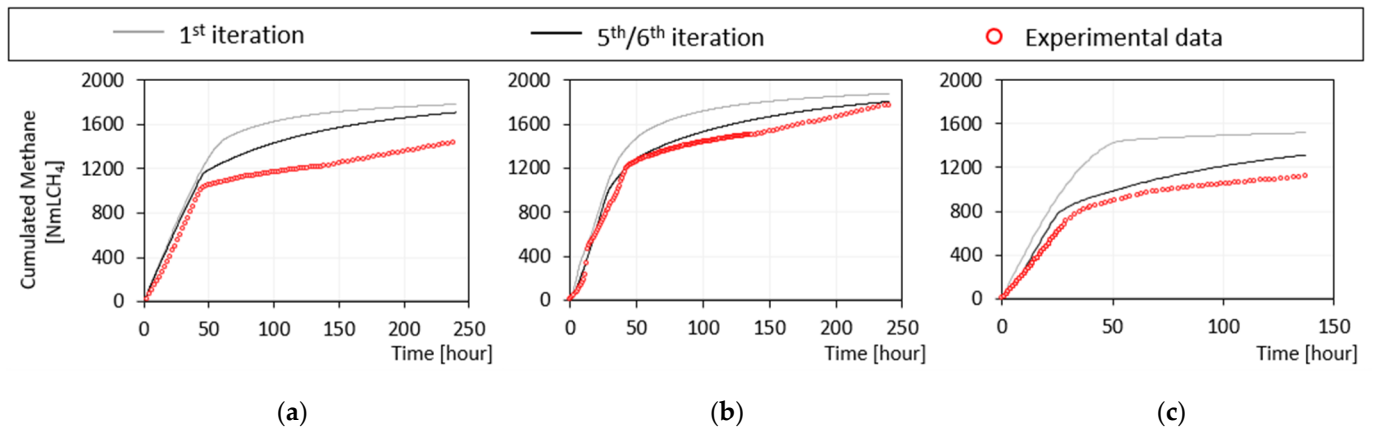 1st iteration 5th/6th iteration Experimental data
Cumulated Methane
[NmLCH4]
2000
1600
1200
800
400
0
0 50 100 150 200 250
Time [hour]
(a)
2000
1600
1200
800
400
0
0 50 100 150 200 250
Time [hour]
(b)
2000
1600
1200
800
400
0
0 50 100 150
Time [hour]
(c)